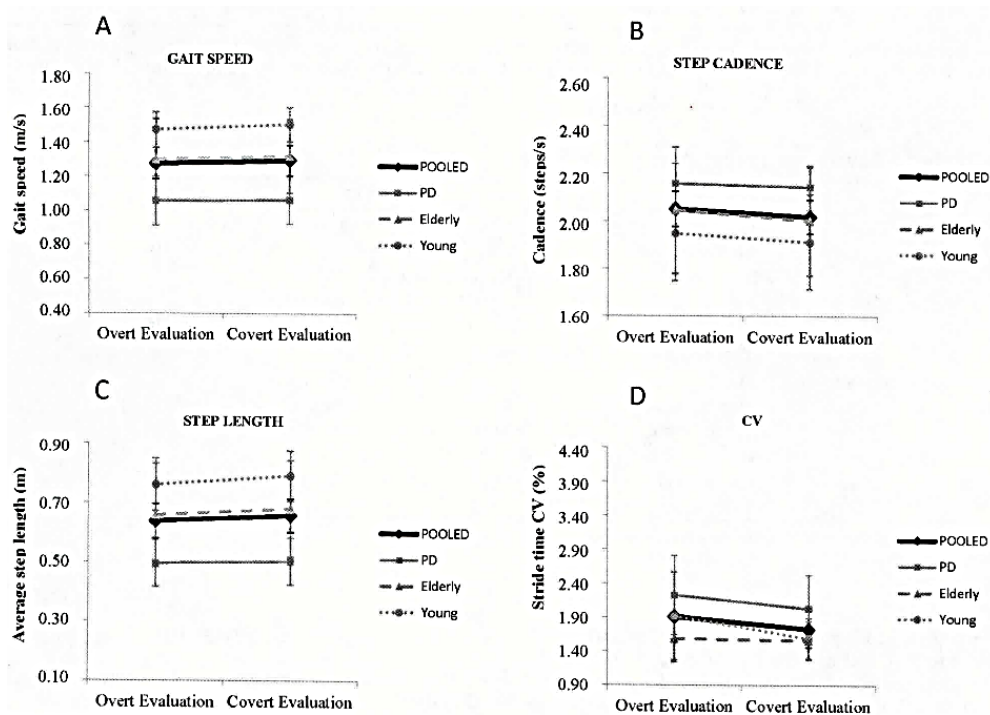 A
GAIT SPEED
Gait speed (m/s)
1.80
1.60
1.40
1.20
1.00
0.80
0.60
0.40
Overt Evaluation Covert Evaluation
POOLED
PD
Elderly
Young
B
STEP CADENCE
Cadence (steps/s)
2.60
2.40
2.20
2.00
1.80
1.60
Overt Evaluation Covert Evaluation
POOLED
PD
Elderly
Young
C
STEP LENGTH
Average step length (m)
0.90
0.70
0.50
0.30
0.10
Overt Evaluation Covert Evaluation
POOLED
PD
Elderly
Young
D
CV
Stride time CV (%)
4.40
3.90
3.40
2.90
2.40
1.90
1.40
0.90
Overt Evaluation Covert Evaluation
POOLED
PD
Elderly
Young